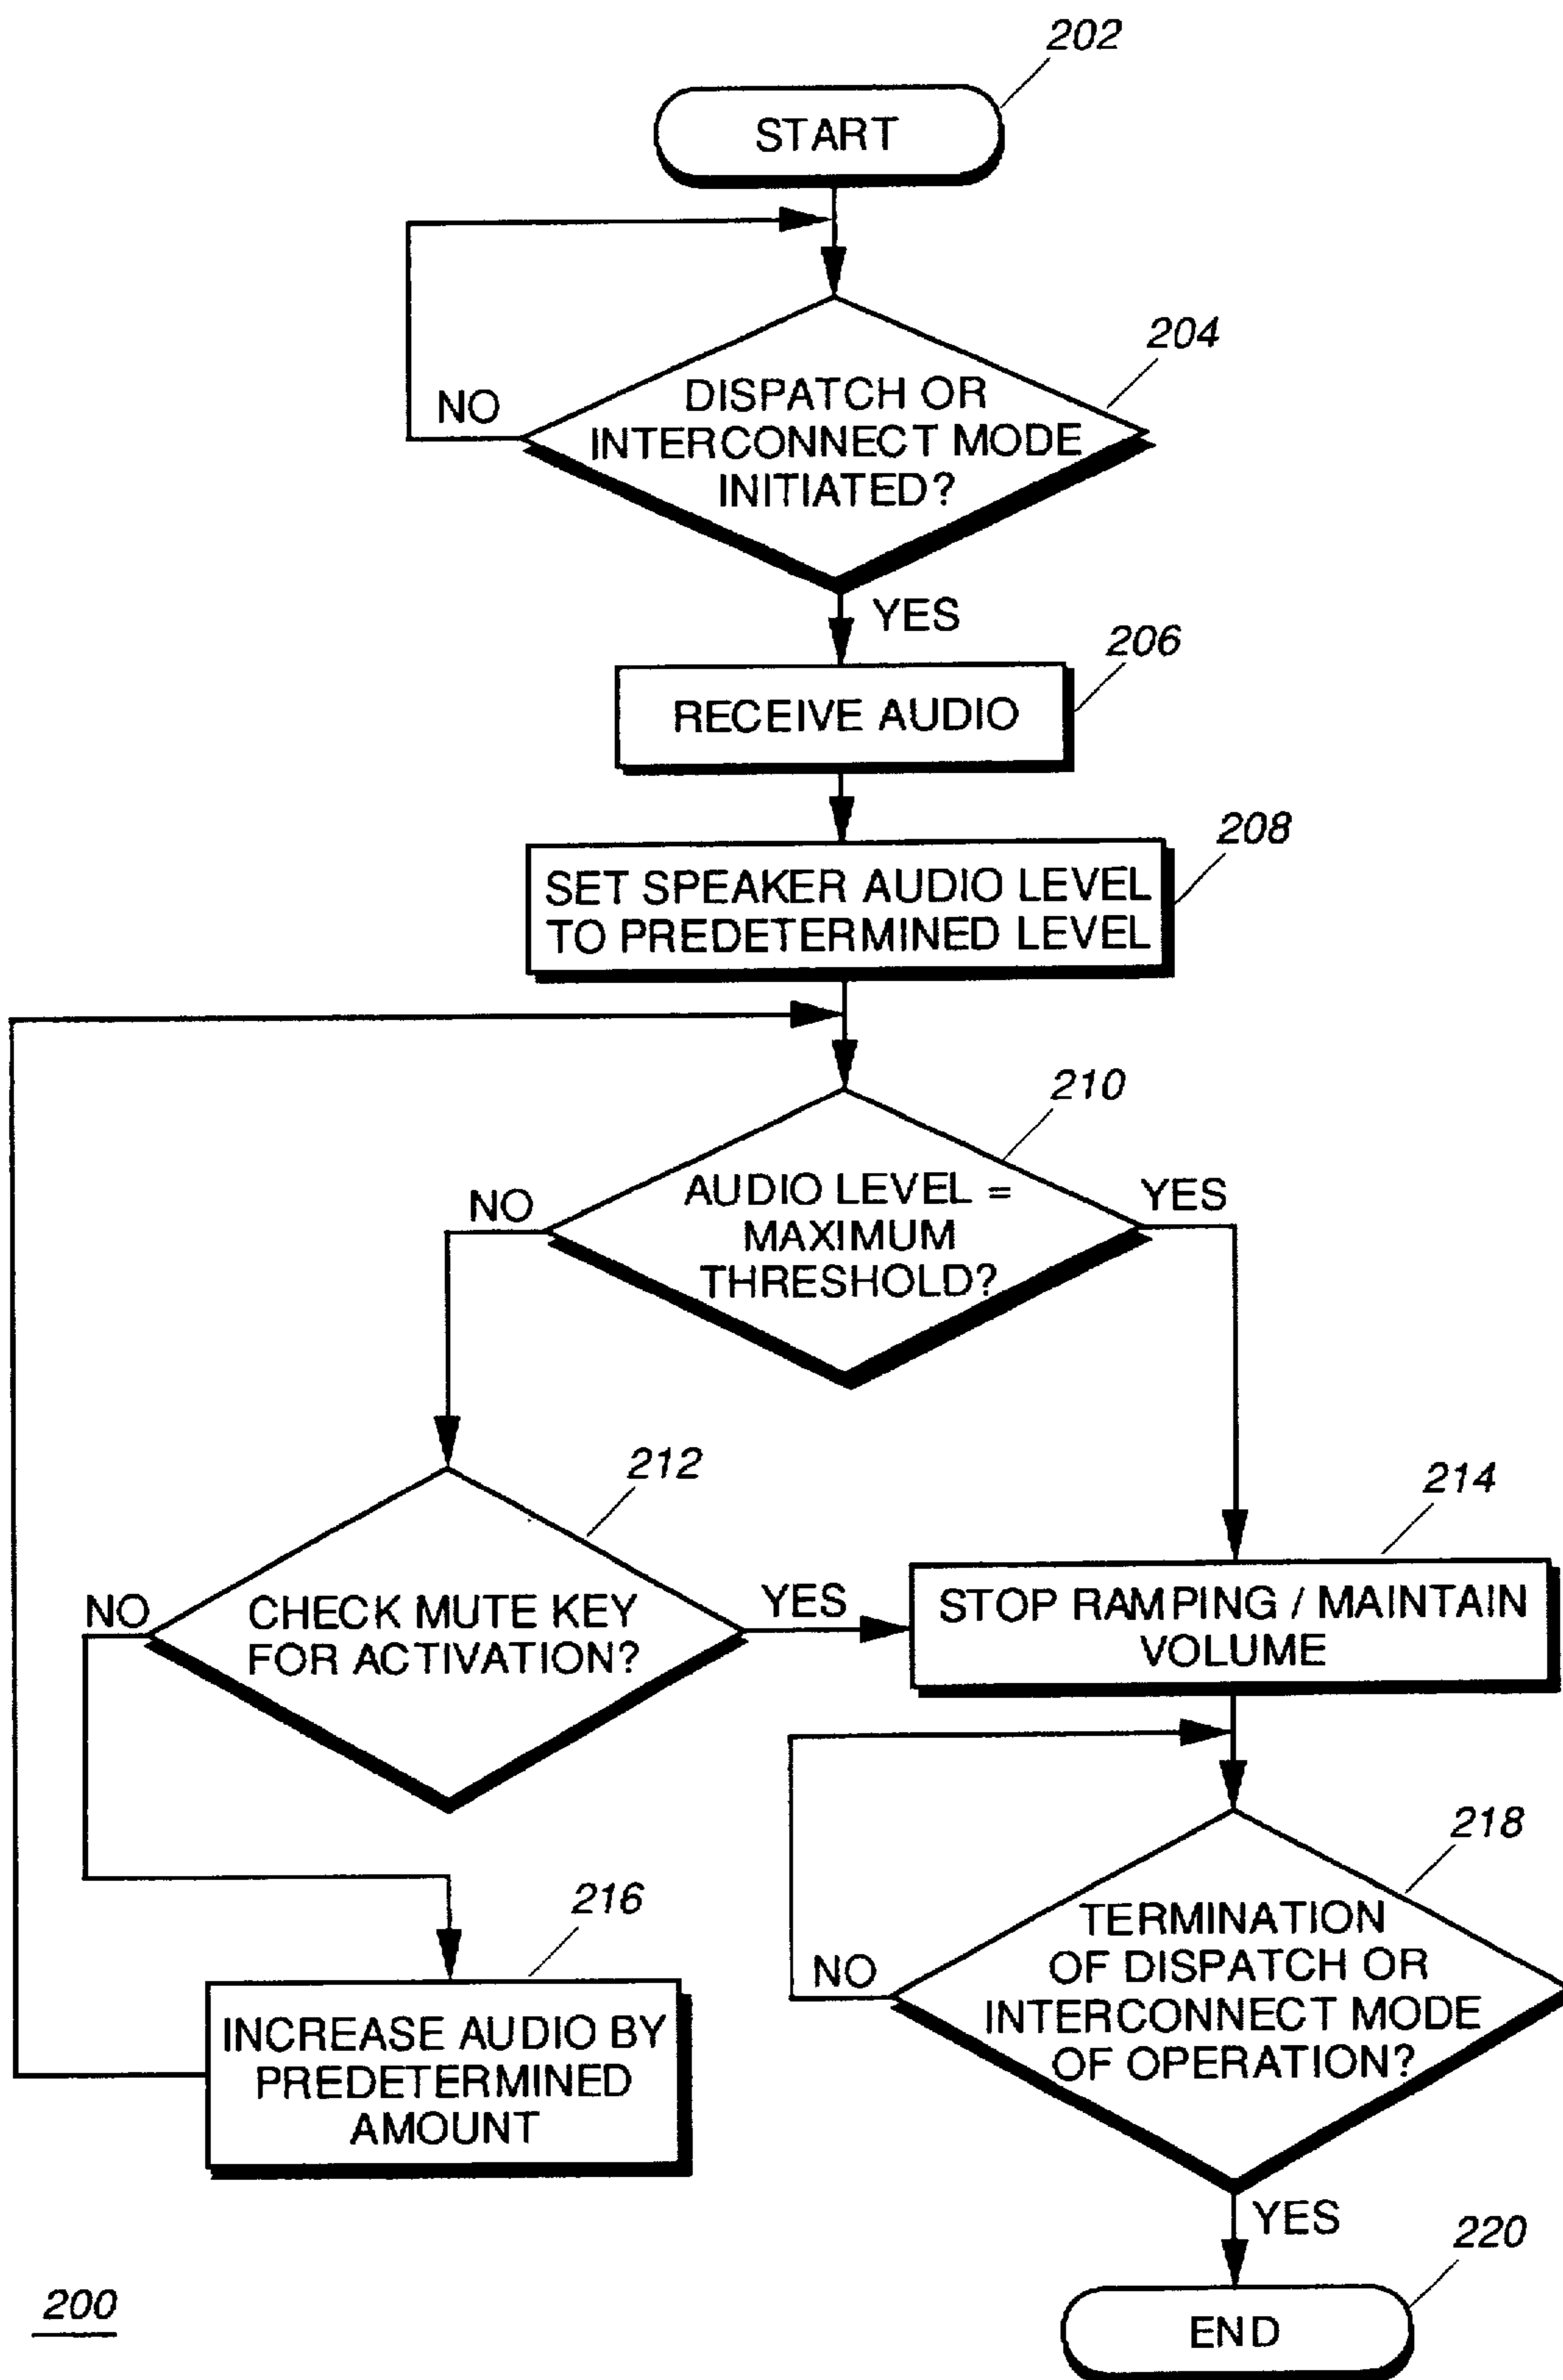 202
START
204
DISPATCH OR
INTERCONNECT MODE
INITIATED?
NO
YES
206
RECEIVE AUDIO
208
SET SPEAKER AUDIO LEVEL
TO PREDETERMINED LEVEL
210
AUDIO LEVEL =
MAXIMUM
THRESHOLD?
NO
YES
212
CHECK MUTE KEY
FOR ACTIVATION?
NO
YES
214
STOP RAMPING / MAINTAIN
VOLUME
216
INCREASE AUDIO BY
PREDETERMINED
AMOUNT
218
TERMINATION
OF DISPATCH OR
INTERCONNECT MODE
OF OPERATION?
NO
YES
220
END
200